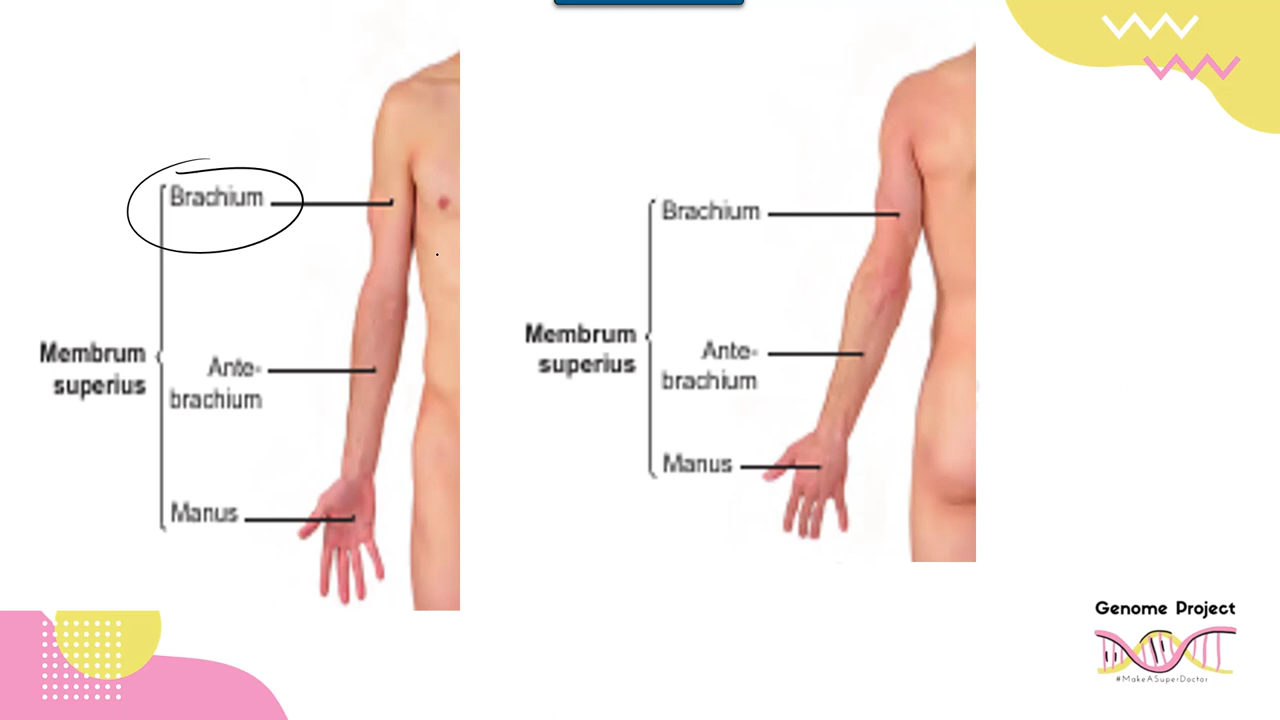 Brachium
Membrum
superius
Ante-
brachium
Manus
Brachium
Membrum
superius
Ante-
brachium
Manus
Genome Project
#MakeASuperDoctor